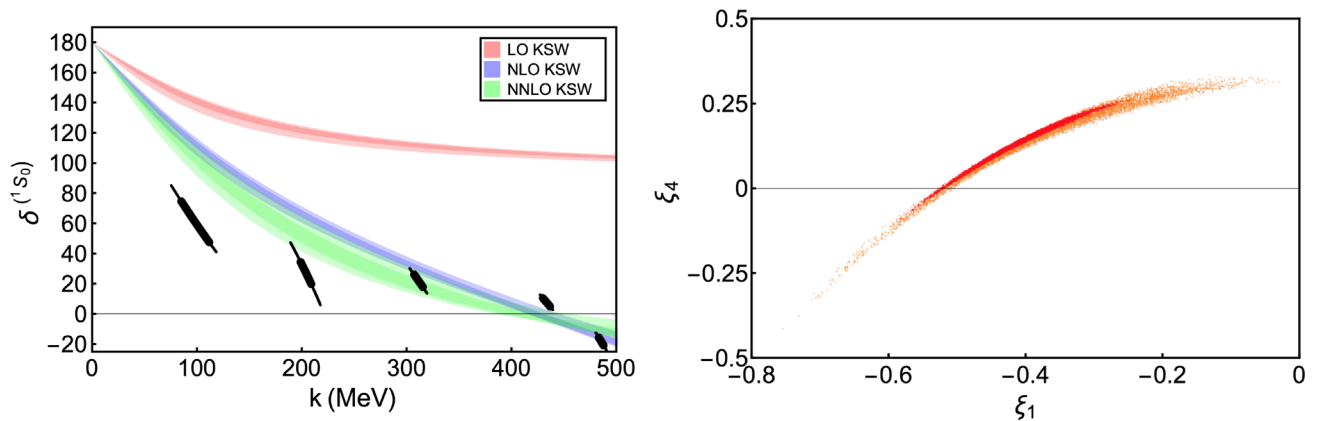 180
160
140
120
100
80
60
40
20
0
−20
δ (¹S₀)
LO KSW
NLO KSW
NNLO KSW
0 100 200 300 400 500
k (MeV)
0.5
0.25
0
−0.25
−0.5
ξ₄
−0.8 −0.6 −0.4 −0.2 0
ξ₁